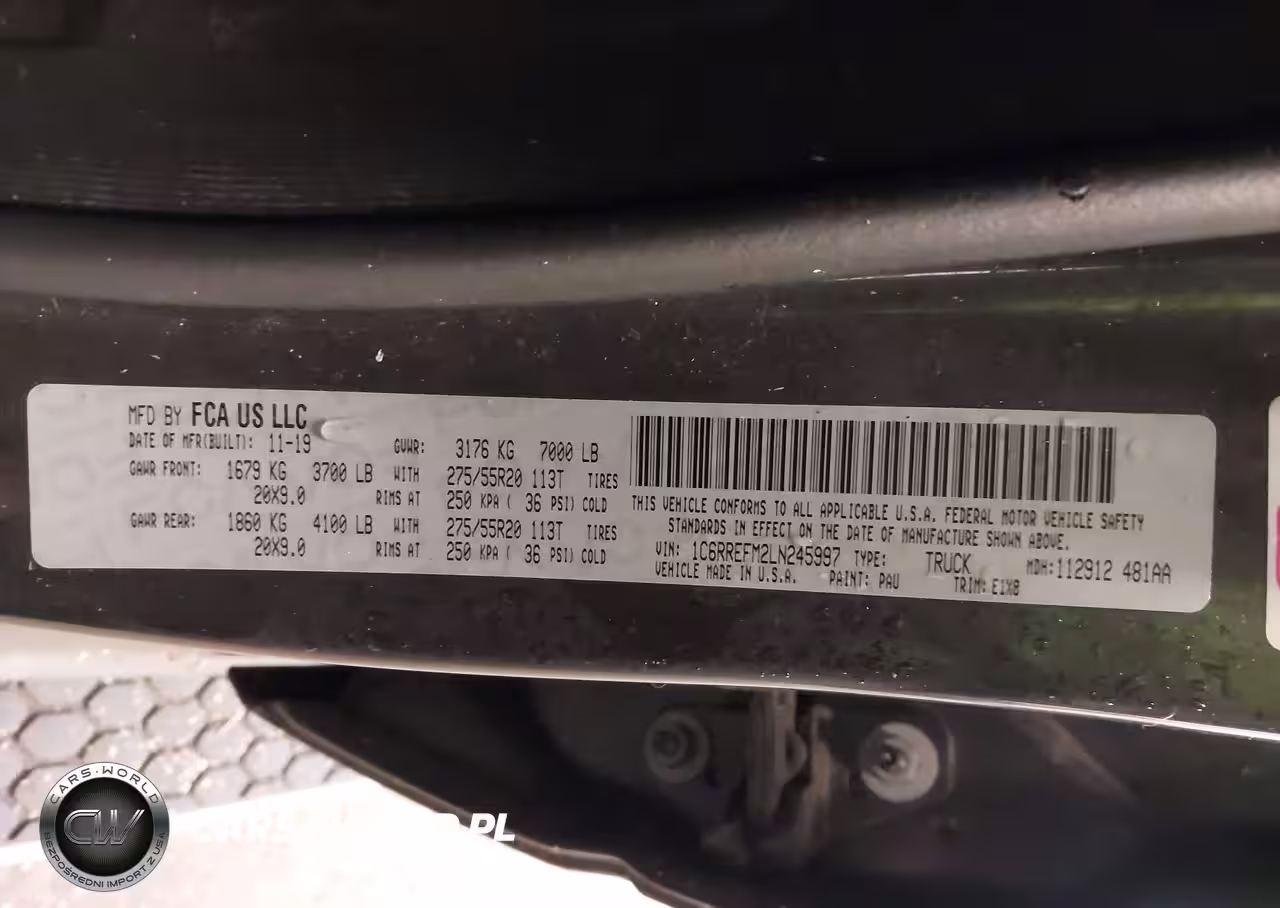 MFD BY FCA US LLC
DATE OF MFR(BUILT): 11-19 GVWR: 3176 KG 7000 LB
GAWR FRONT: 1679 KG 3700 LB WITH 275/55R20 113T TIRES
20X9.0 RIMS AT 250 KPA ( 36 PSI) COLD
GAWR REAR: 1860 KG 4100 LB WITH 275/55R20 113T TIRES
20X9.0 RIMS AT 250 KPA ( 36 PSI) COLD
THIS VEHICLE CONFORMS TO ALL APPLICABLE U.S.A. FEDERAL MOTOR VEHICLE SAFETY
STANDARDS IN EFFECT ON THE DATE OF MANUFACTURE SHOWN ABOVE.
VIN: 1C6RREFM2LN245997 TYPE: TRUCK MDH:112912 481AA
VEHICLE MADE IN U.S.A. PAINT: PAU TRIM: E1X8
CARS-WORLD
CW
BEZPOŚREDNI IMPORT Z USA